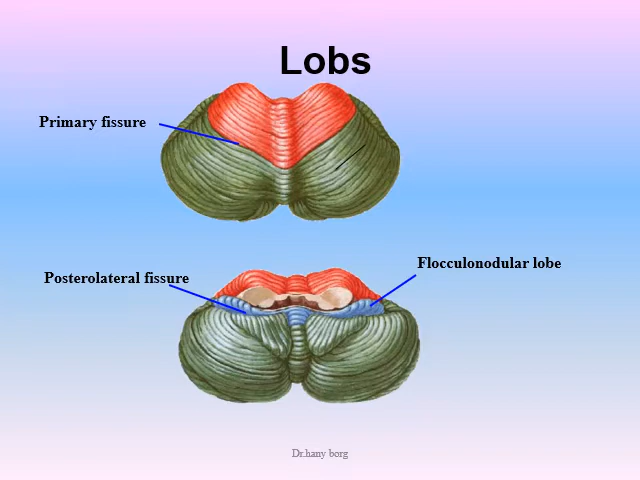 Lobs
Primary fissure
Flocculonodular lobe
Posterolateral fissure
Dr.hany borg